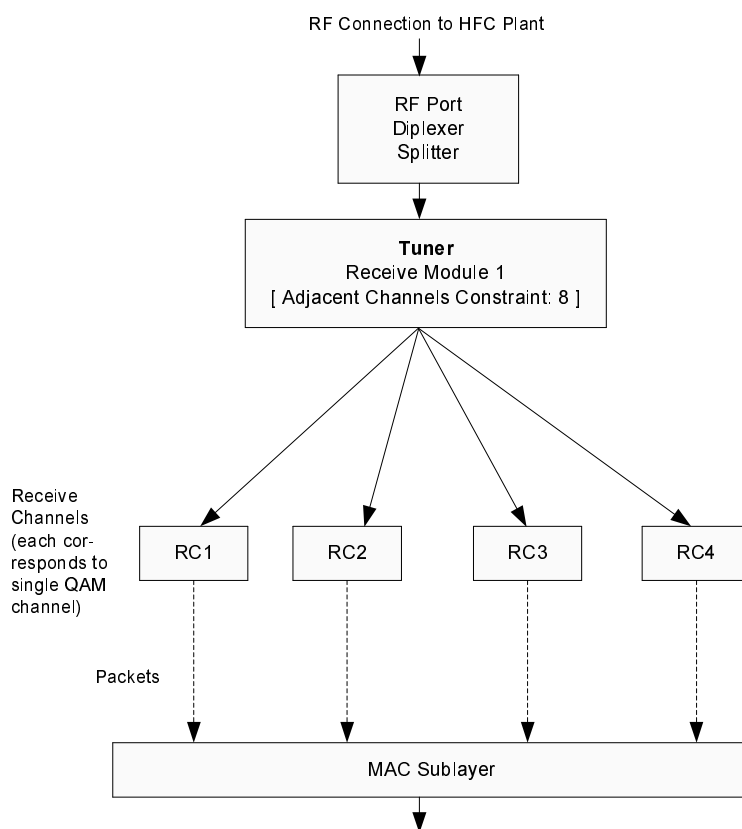 RF Connection to HFC Plant
RF Port
Diplexer
Splitter
Tuner
Receive Module 1
[ Adjacent Channels Constraint: 8 ]
Receive
Channels
(each cor-
responds to
single QAM
channel)
RC1
RC2
RC3
RC4
Packets
MAC Sublayer